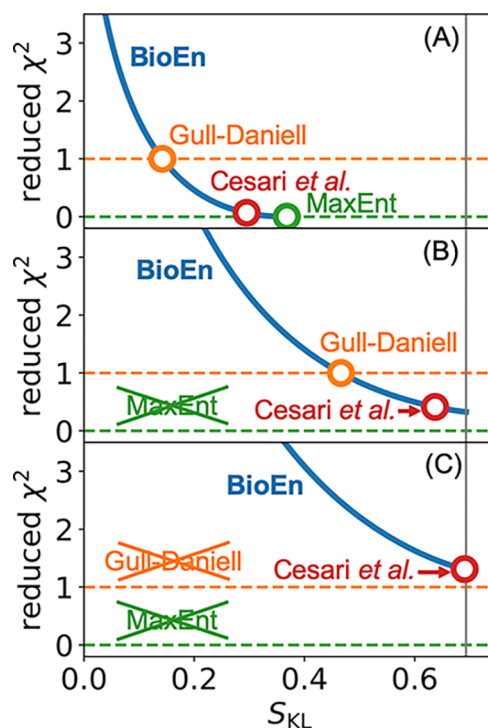 (A)
BioEn
Gull-Daniell
Cesari et al.
MaxEnt
reduced χ²
3
2
1
0
(B)
BioEn
Gull-Daniell
MaxEnt
Cesari et al.
reduced χ²
3
2
1
0
(C)
BioEn
Gull-Daniell
Cesari et al.
MaxEnt
reduced χ²
3
2
1
0
0.0 0.2 0.4 0.6
S_KL